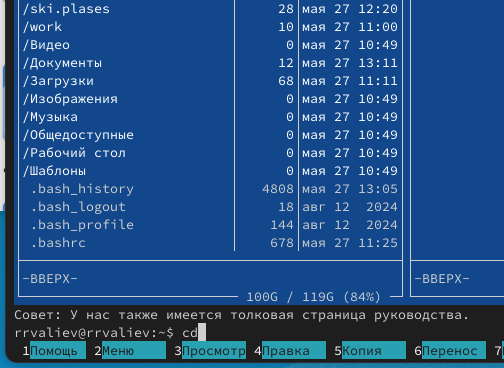 /ski.plases 28 мая 27 12:20
/work 10 мая 27 11:00
/Видео 0 мая 27 10:49
/Документы 12 мая 27 13:11
/Загрузки 68 мая 27 11:11
/Изображения 0 мая 27 10:49
/Музыка 0 мая 27 10:49
/Общедоступные 0 мая 27 10:49
/Рабочий стол 0 мая 27 10:49
/Шаблоны 0 мая 27 10:49
.bash_history 4808 мая 27 13:05
.bash_logout 18 авг 12 2024
.bash_profile 144 авг 12 2024
.bashrc 678 мая 27 11:25
-ВВЕРХ- -ВВЕРХ-
100G / 119G (84%)
Совет: У нас также имеется толковая страница руководства.
rrvaliev@rrvaliev:~$ cd
1Помощь 2Меню 3Просмотр 4Правка 5Копия 6Перенос 7